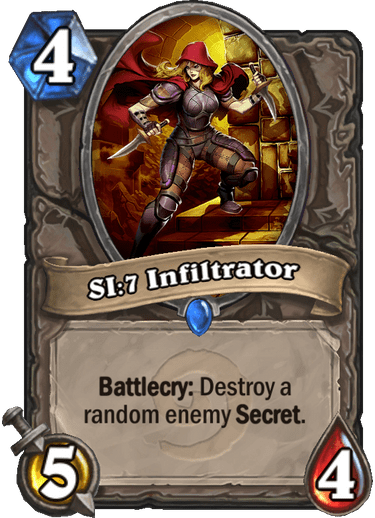 4
SI:7 Infiltrator
Battlecry: Destroy a
random enemy Secret.
5
4